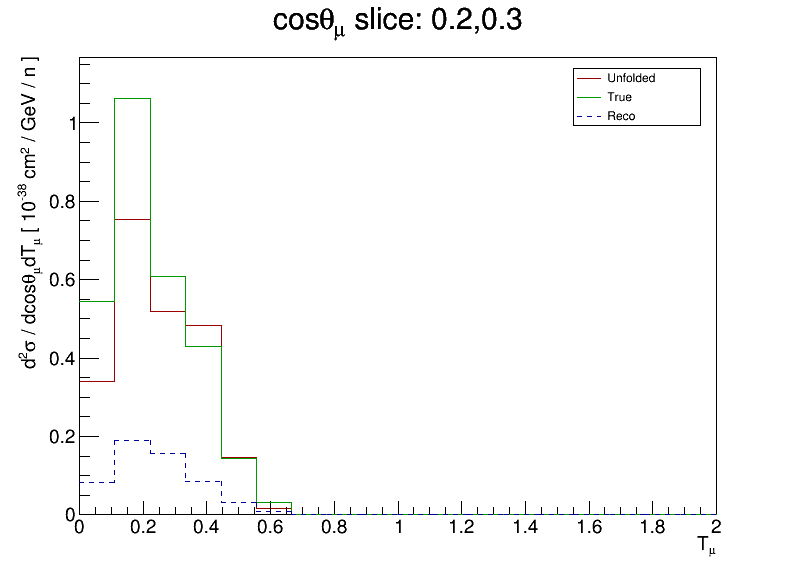 cosθμ slice: 0.2,0.3
d²σ / dcosθμdTμ [ 10⁻³⁸ cm² / GeV / n ]
Unfolded
True
Reco
1
0.8
0.6
0.4
0.2
0
0 0.2 0.4 0.6 0.8 1 1.2 1.4 1.6 1.8 2
Tμ